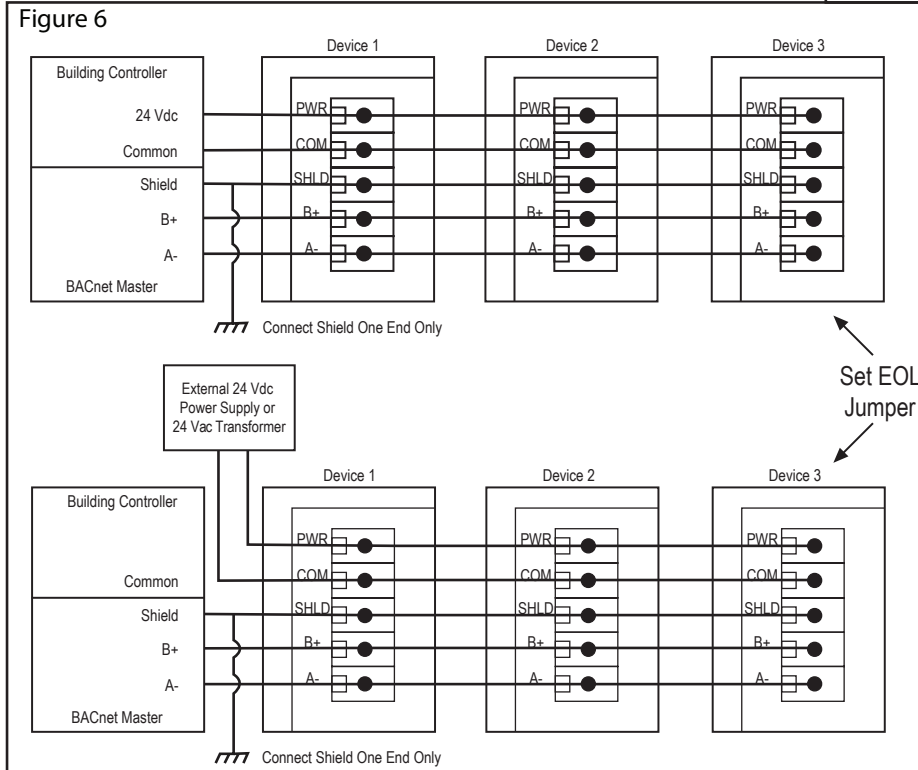 Figure 6
Device 1
Device 2
Device 3
Building Controller
24 Vdc
Common
Shield
B+
A-
BACnet Master
PWR
COM
SHLD
B+
A-
PWR
COM
SHLD
B+
A-
PWR
COM
SHLD
B+
A-
Connect Shield One End Only
Set EOL
Jumper
External 24 Vdc
Power Supply or
24 Vac Transformer
Device 1
Device 2
Device 3
Building Controller
Common
Shield
B+
A-
BACnet Master
PWR
COM
SHLD
B+
A-
PWR
COM
SHLD
B+
A-
PWR
COM
SHLD
B+
A-
Connect Shield One End Only